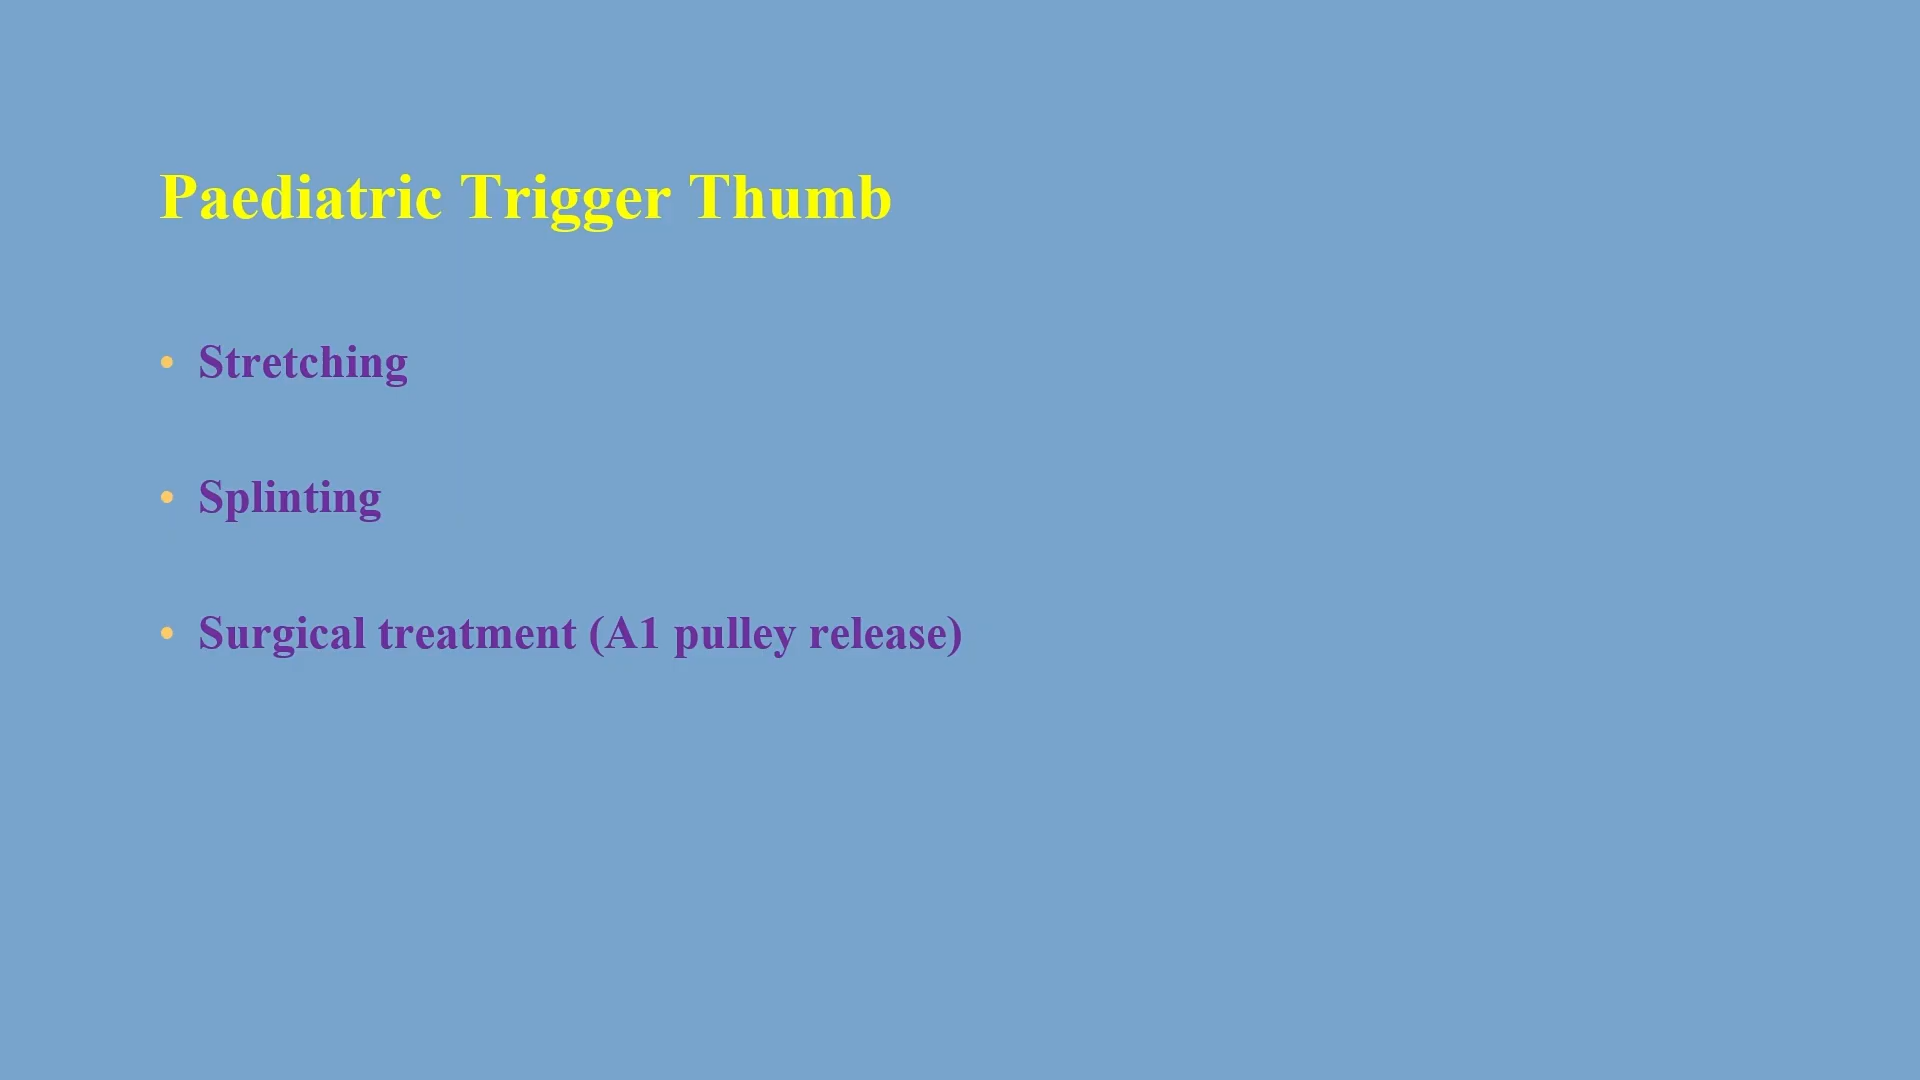 Paediatric Trigger Thumb
• Stretching
• Splinting
• Surgical treatment (A1 pulley release)